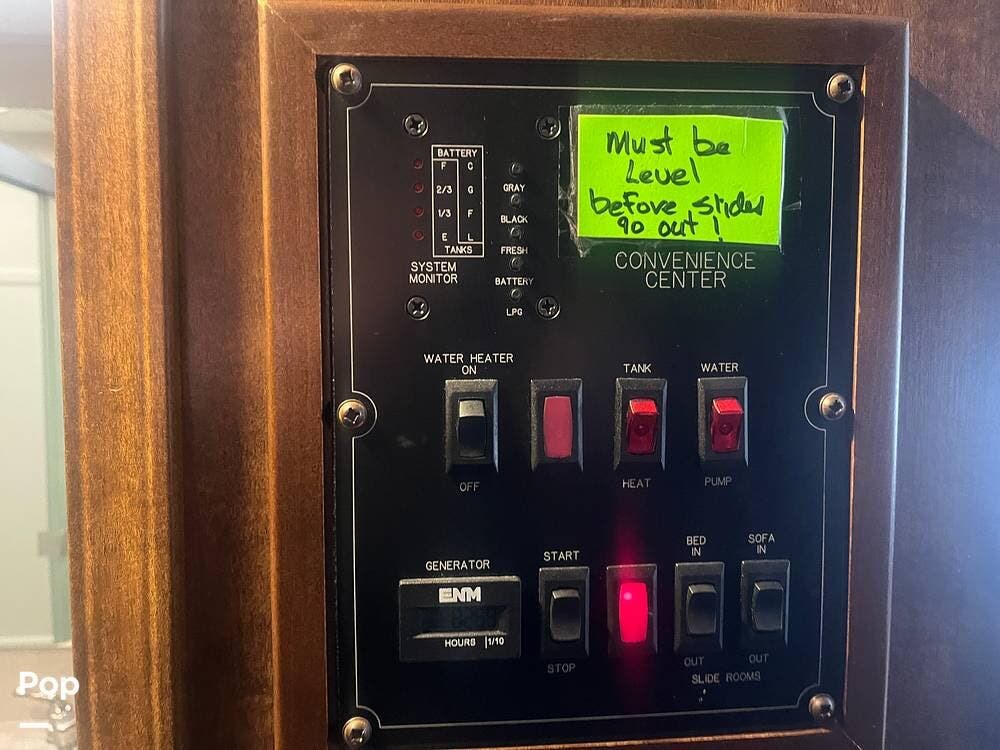 Must be
Level
before slides
go out!
CONVENIENCE
CENTER
BATTERY
F C
2/3 G
1/3 F
E L
TANKS
SYSTEM
MONITOR
GRAY
BLACK
FRESH
BATTERY
LPG
WATER HEATER
ON
OFF
TANK
HEAT
WATER
PUMP
GENERATOR
ENM
HOURS 1/10
START
STOP
BED
IN
OUT
SOFA
IN
OUT
SLIDE ROOMS
Pop